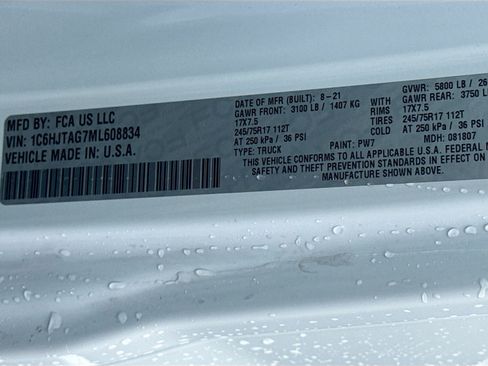 MFD BY: FCA US LLC
VIN: 1C6HJTAG7ML608834
VEHICLE MADE IN: U.S.A.
DATE OF MFR (BUILT): 8-21
GAWR FRONT: 3100 LB / 1407 KG
17X7.5
245/75R17 112T
AT 250 kPa / 36 PSI
TYPE: TRUCK
WITH
RIMS
TIRES
GVWR: 5800 LB / 26
GAWR REAR: 3750 L
17X7.5
245/75R17 112T
AT 250 kPa / 36 PSI
PAINT: PW7
MDH: 081807
THIS VEHICLE CONFORMS TO ALL APPLICABLE U.S.A. FEDERAL M
SAFETY AND THEFT PREVENTION STANDARDS IN EFFECT ON
MANUFACTURE SHOWN ABOVE.